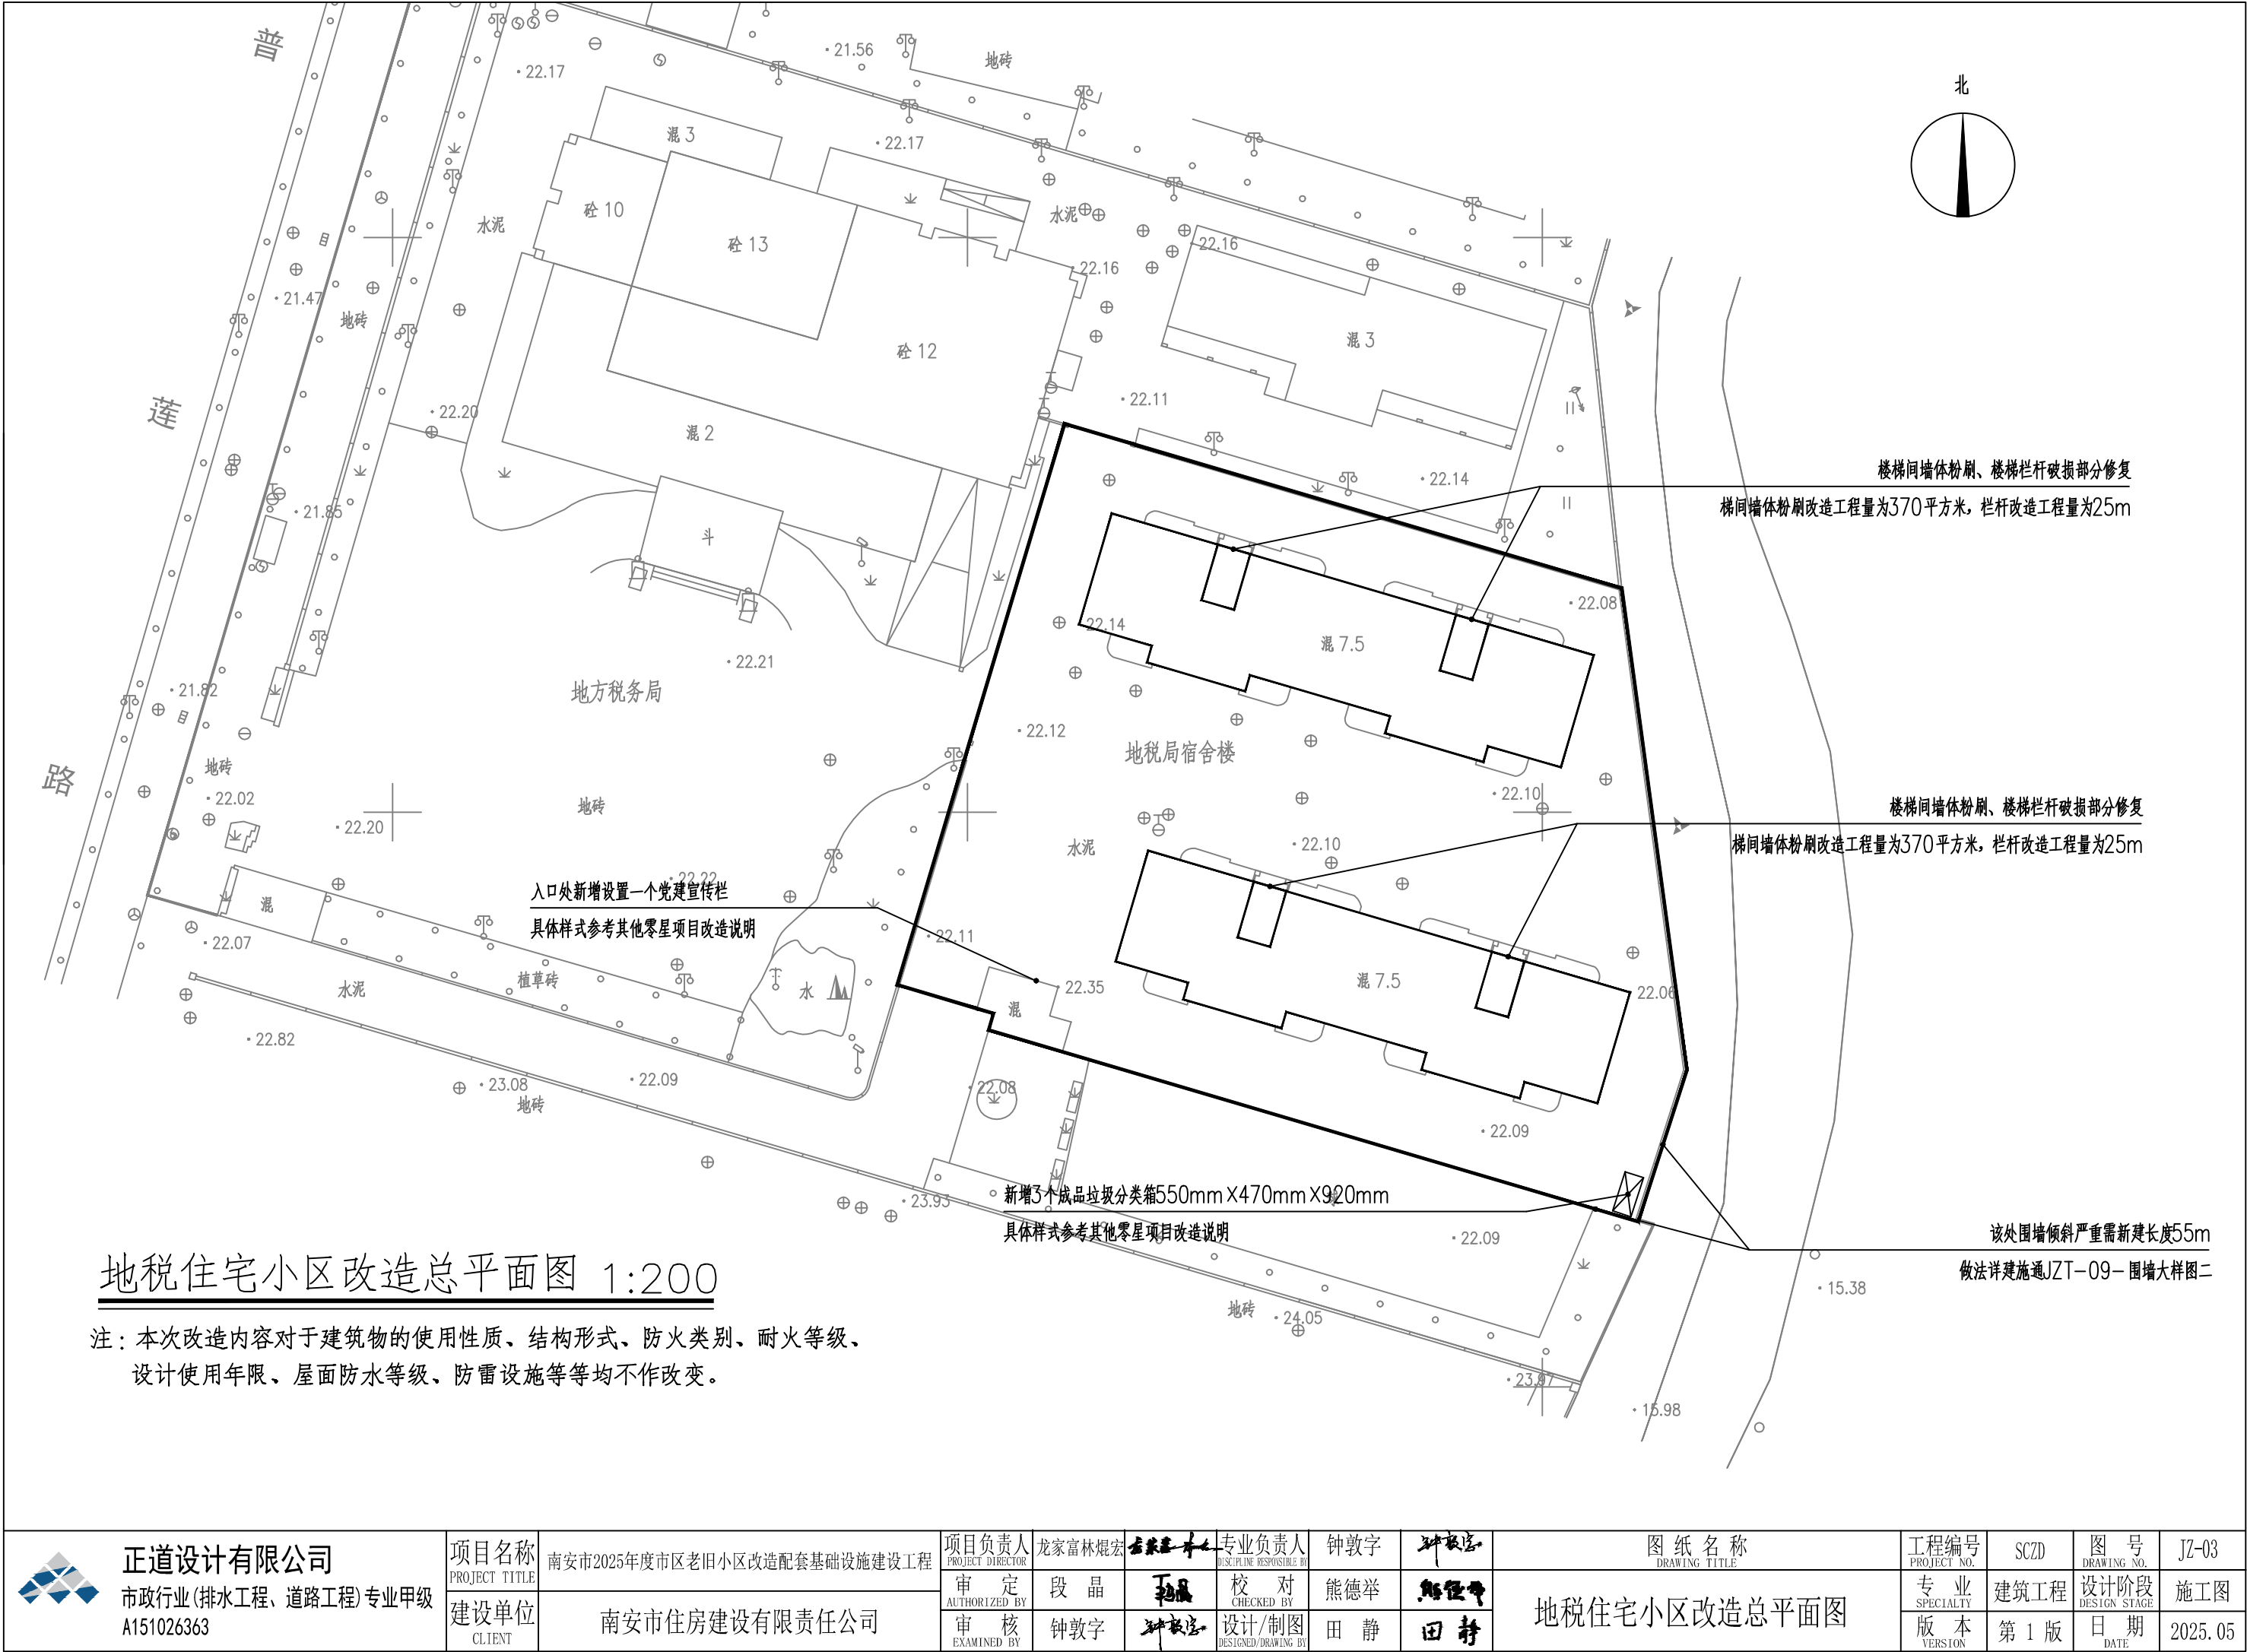 普
莲
路
北
21.56
地砖
22.17
混 3
22.17
砼 10
砼 13
水泥
水泥
22.16
22.16
21.47
地砖
砼 12
混 3
22.20
22.11
混 2
22.14
楼梯间墙体粉刷、楼梯栏杆破损部分修复
梯间墙体粉刷改造工程量为370平方米，栏杆改造工程量为25m
21.85
斗
22.08
22.14
混 7.5
22.21
21.82
地方税务局
22.12
地税局宿舍楼
地砖
22.02
地砖
22.10
22.20
水泥
22.10
楼梯间墙体粉刷、楼梯栏杆破损部分修复
梯间墙体粉刷改造工程量为370平方米，栏杆改造工程量为25m
22.22
入口处新增设置一个党建宣传栏
具体样式参考其他零星项目改造说明
混
22.07
22.11
植草砖
水泥
水
22.35
混
混 7.5
22.06
22.82
23.08
地砖
22.09
22.08
22.09
23.93
新增3个成品垃圾分类箱550mm×470mm×920mm
具体样式参考其他零星项目改造说明
22.09
该处围墙倾斜严重需新建长度55m
做法详建施通JZT-09-围墙大样图二
15.38
地砖
24.05
23.97
15.98
地税住宅小区改造总平面图 1:200
注：本次改造内容对于建筑物的使用性质、结构形式、防火类别、耐火等级、
设计使用年限、屋面防水等级、防雷设施等等均不作改变。
正道设计有限公司
市政行业(排水工程、道路工程)专业甲级
A151026363
项目名称
PROJECT TITLE
南安市2025年度市区老旧小区改造配套基础设施建设工程
建设单位
CLIENT
南安市住房建设有限责任公司
项目负责人
PROJECT DIRECTOR
龙家富林焜宏
专业负责人
DISCIPLINE RESPONSIBLE BY
钟敦字
钟敦字
审 定
AUTHORIZED BY
段 晶
段晶
校 对
CHECKED BY
熊德举
熊德举
审 核
EXAMINED BY
钟敦字
钟敦字
设计/制图
DESIGNED/DRAWING BY
田 静
田静
图纸名称
DRAWING TITLE
地税住宅小区改造总平面图
工程编号
PROJECT NO.
SCZD
图 号
DRAWING NO.
JZ-03
专 业
SPECIALTY
建筑工程
设计阶段
DESIGN STAGE
施工图
版 本
VERSION
第 1 版
日 期
DATE
2025.05